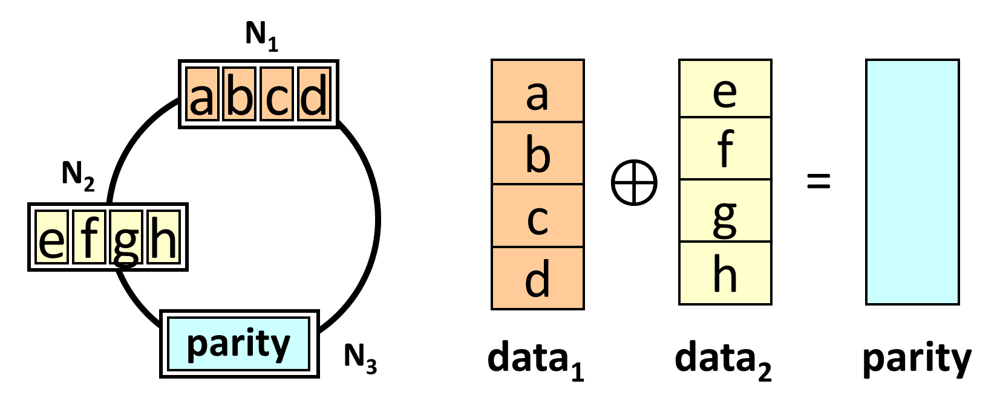 N₁
a b c d
N₂
e f g h
parity
N₃
a
b
c
d
data₁
⊕
e
f
g
h
data₂
=
parity